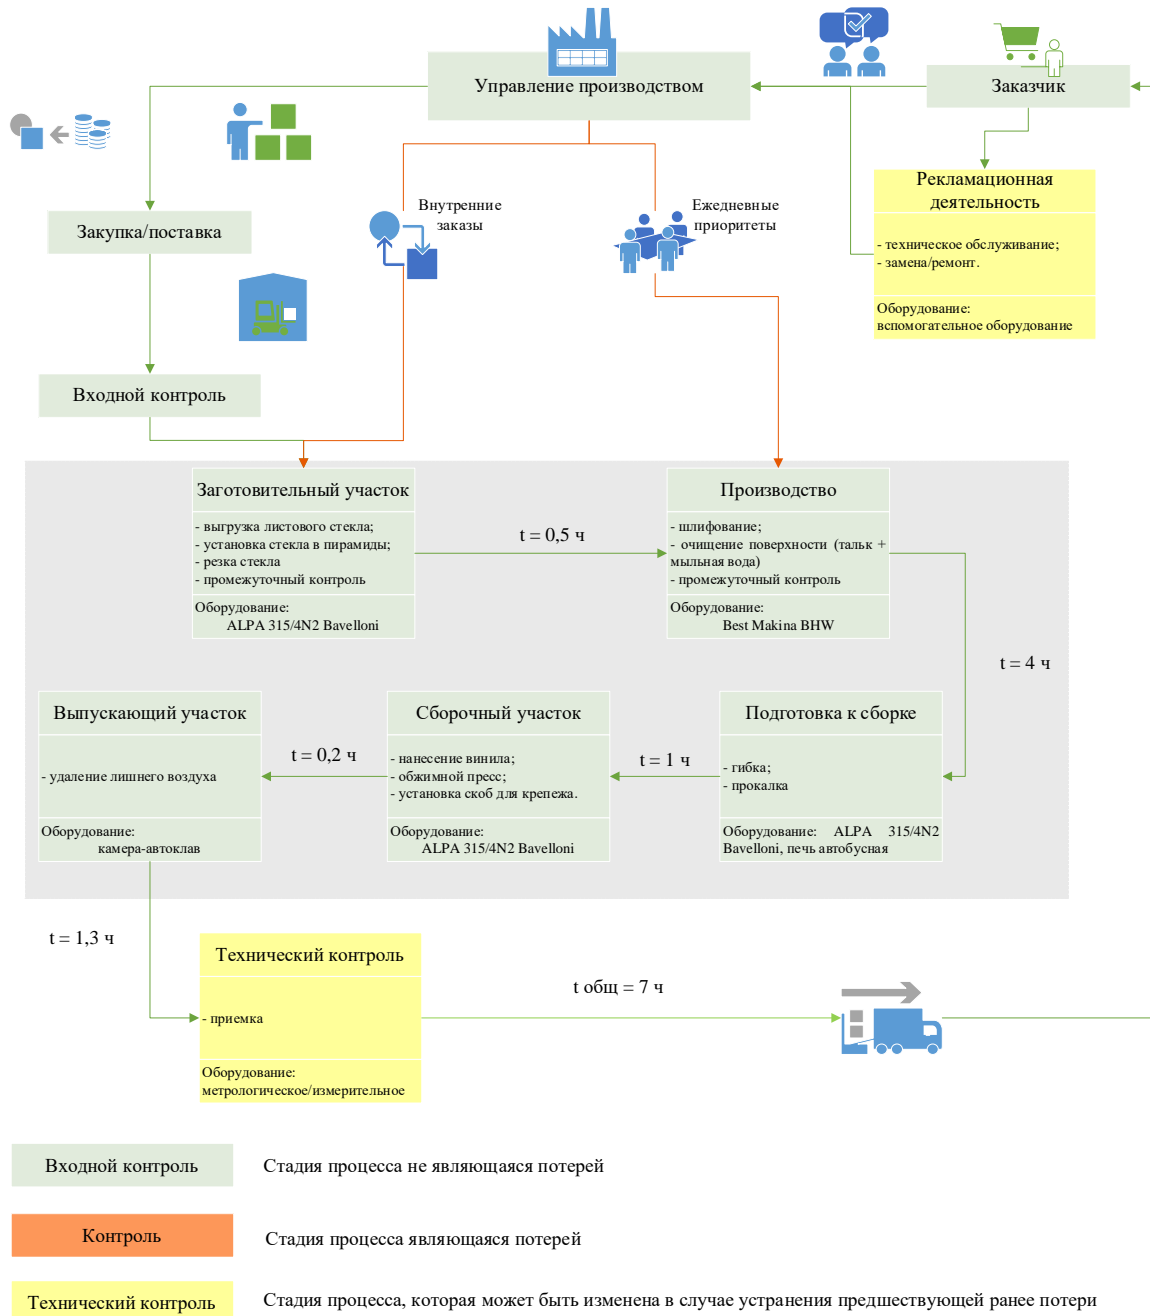 Управление производством
Заказчик
Рекламационная
деятельность
- техническое обслуживание;
- замена/ремонт.
Оборудование:
вспомогательное оборудование
Внутренние
заказы
Ежедневные
приоритеты
Закупка/поставка
Входной контроль
Заготовительный участок
- выгрузка листового стекла;
- установка стекла в пирамиды;
- резка стекла
- промежуточный контроль
Оборудование:
ALPA 315/4N2 Bavelloni
t = 0,5 ч
Производство
- шлифование;
- очищение поверхности (тальк +
мыльная вода)
- промежуточный контроль
Оборудование:
Best Makina BHW
t = 4 ч
Подготовка к сборке
- гибка;
- прокалка
Оборудование: ALPA 315/4N2
Bavelloni, печь автобусная
t = 1 ч
Сборочный участок
- нанесение винила;
- обжимной пресс;
- установка скоб для крепежа.
Оборудование:
ALPA 315/4N2 Bavelloni
t = 0,2 ч
Выпускающий участок
- удаление лишнего воздуха
Оборудование:
камера-автоклав
t = 1,3 ч
Технический контроль
- приемка
Оборудование:
метрологическое/измерительное
t общ = 7 ч
Входной контроль
Стадия процесса не являющаяся потерей
Контроль
Стадия процесса являющаяся потерей
Технический контроль
Стадия процесса, которая может быть изменена в случае устранения предшествующей ранее потери